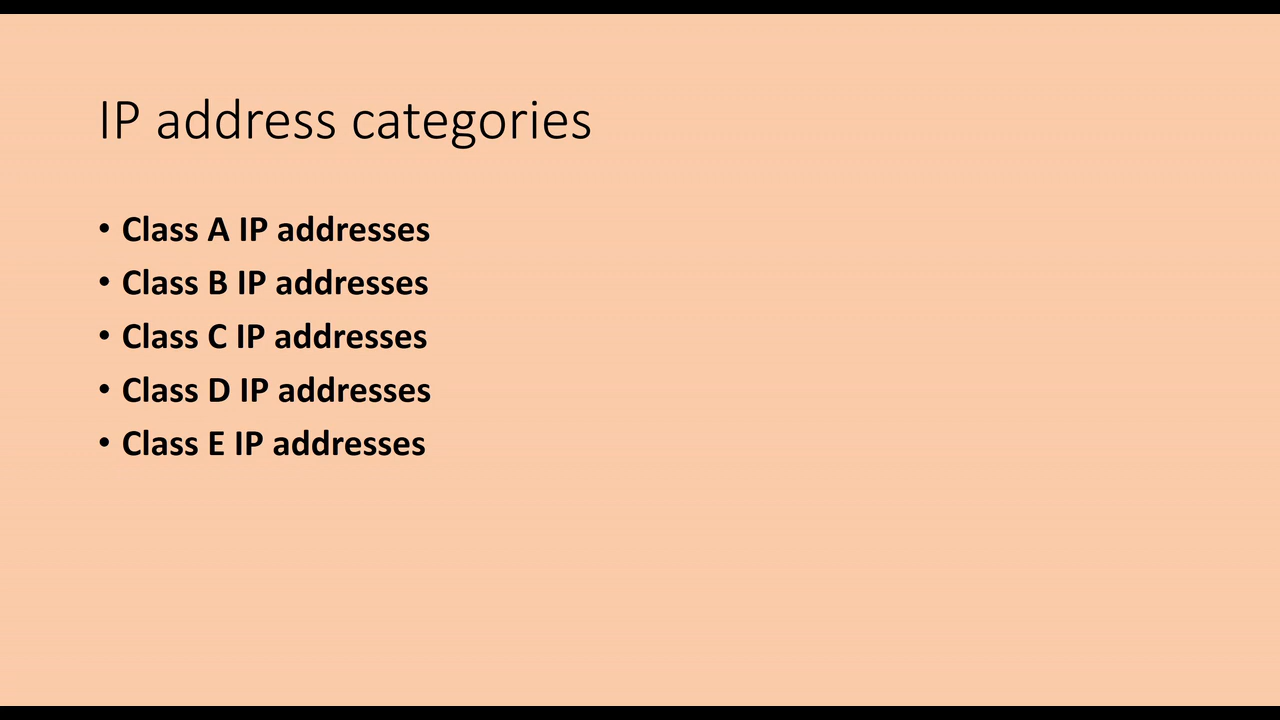 IP address categories
• Class A IP addresses
• Class B IP addresses
• Class C IP addresses
• Class D IP addresses
• Class E IP addresses